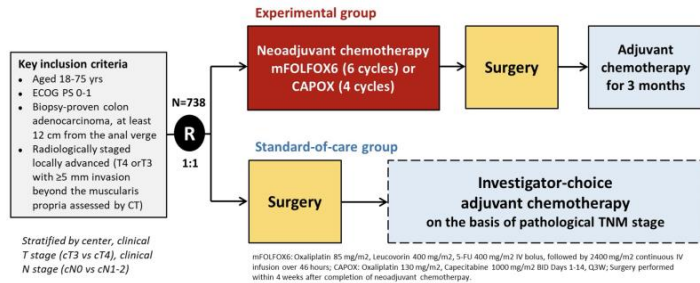 Experimental group
Key inclusion criteria
• Aged 18-75 yrs
• ECOG PS 0-1
• Biopsy-proven colon
adenocarcinoma, at least
12 cm from the anal verge
• Radiologically staged
locally advanced (T4 orT3
with ≥5 mm invasion
beyond the muscularis
propria assessed by CT)
Stratified by center, clinical
T stage (cT3 vs cT4), clinical
N stage (cN0 vs cN1-2)
N=738
R
1:1
Neoadjuvant chemotherapy
mFOLFOX6 (6 cycles) or
CAPOX (4 cycles)
Surgery
Adjuvant
chemotherapy
for 3 months
Standard-of-care group
Surgery
Investigator-choice
adjuvant chemotherapy
on the basis of pathological TNM stage
mFOLFOX6: Oxaliplatin 85 mg/m2, Leucovorin 400 mg/m2, 5-FU 400 mg/m2 IV bolus, followed by 2400 mg/m2 continuous IV
infusion over 46 hours; CAPOX: Oxaliplatin 130 mg/m2, Capecitabine 1000 mg/m2 BID Days 1-14, Q3W; Surgery performed
within 4 weeks after completion of neoadjuvant chemotherpay.